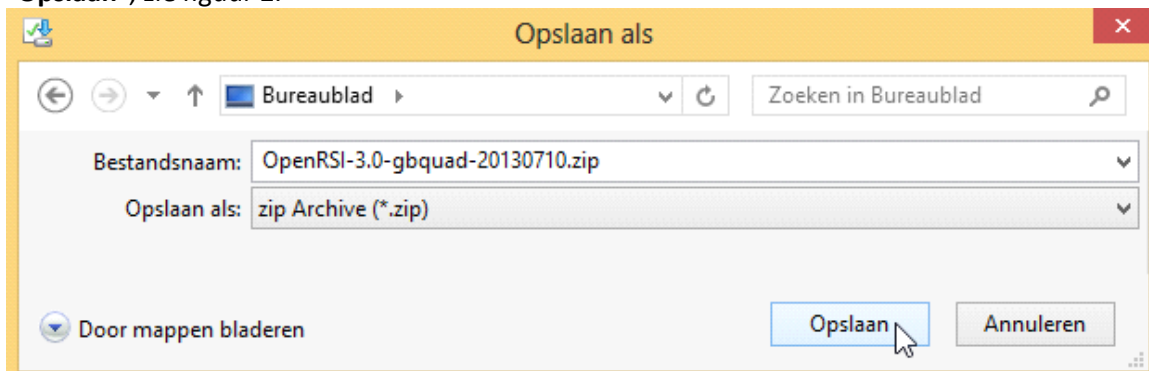 Opslaan als
Bureaublad
Zoeken in Bureaublad
Bestandsnaam: OpenRSI-3.0-gbquad-20130710.zip
Opslaan als: zip Archive (*.zip)
Door mappen bladeren
Opslaan
Annuleren